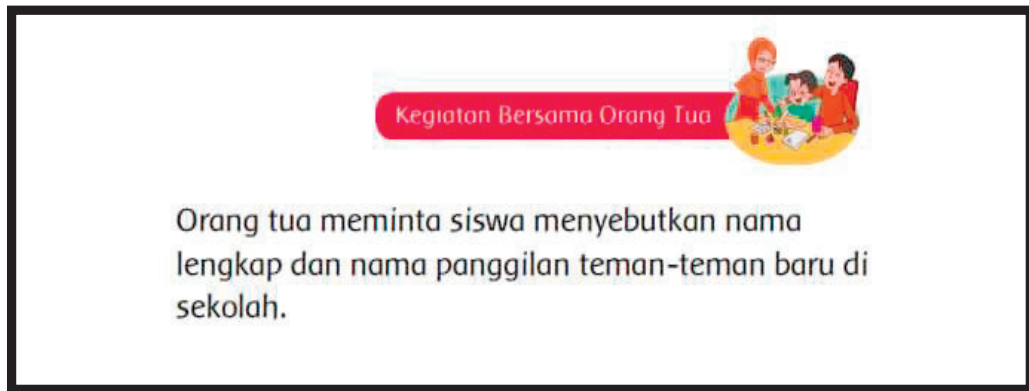 Kegiatan Bersama Orang Tua
Orang tua meminta siswa menyebutkan nama
lengkap dan nama panggilan teman-teman baru di
sekolah.